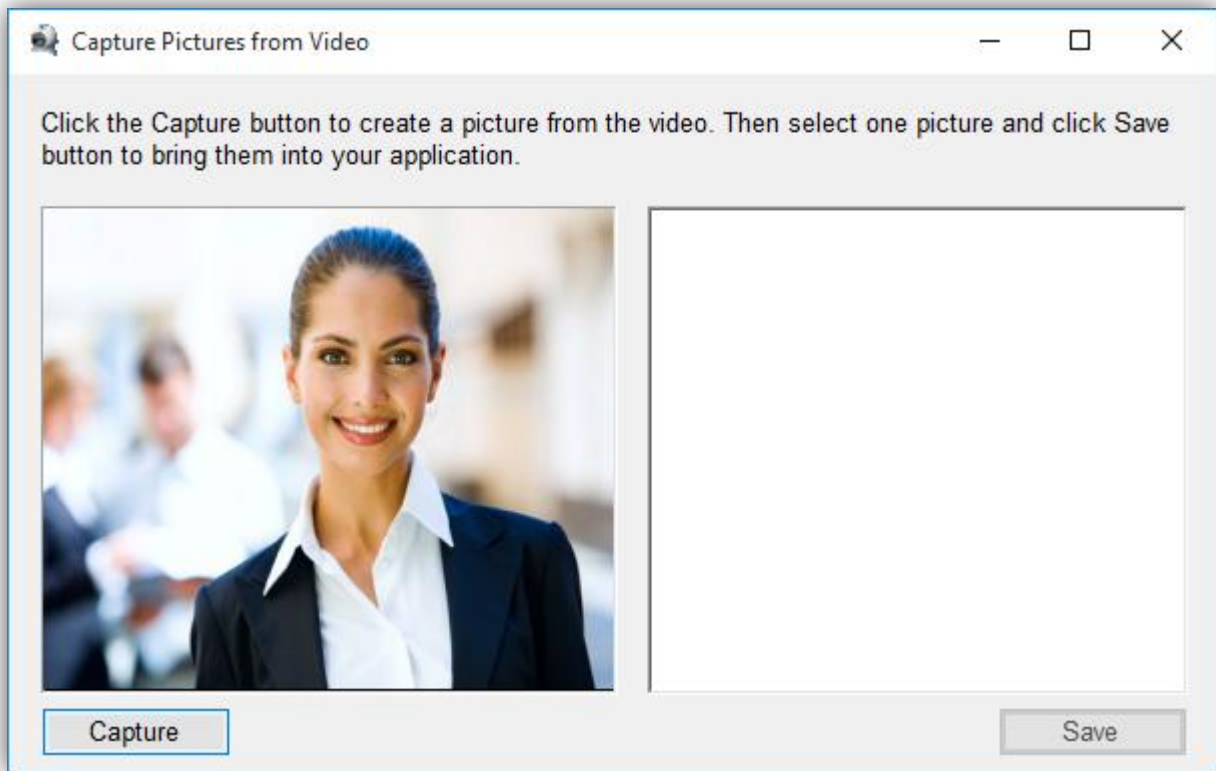 Capture Pictures from Video
Click the Capture button to create a picture from the video. Then select one picture and click Save
button to bring them into your application.
Capture
Save